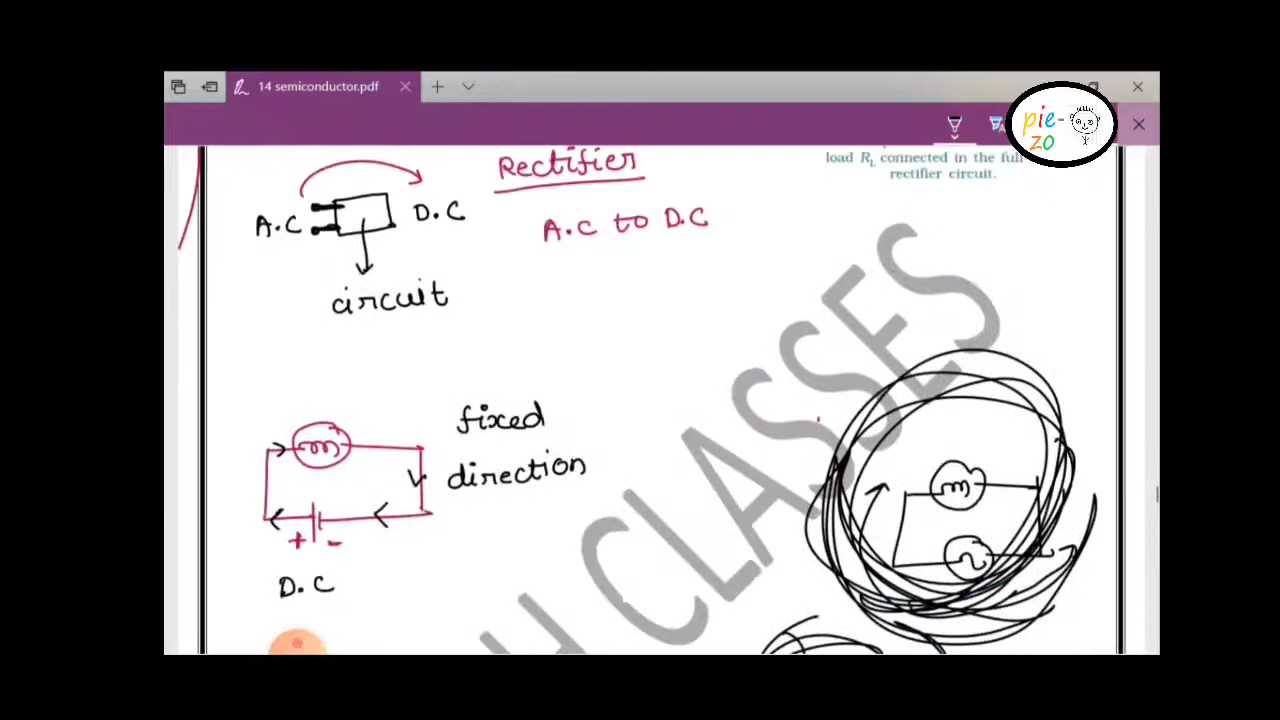 14 semiconductor.pdf
pie-
zo
Rectifier
load R_L connected in the full
rectifier circuit.
A.C
D.C
A.C to D.C
circuit
CLASSES
fixed
direction
m
+
m
+ -
D.C